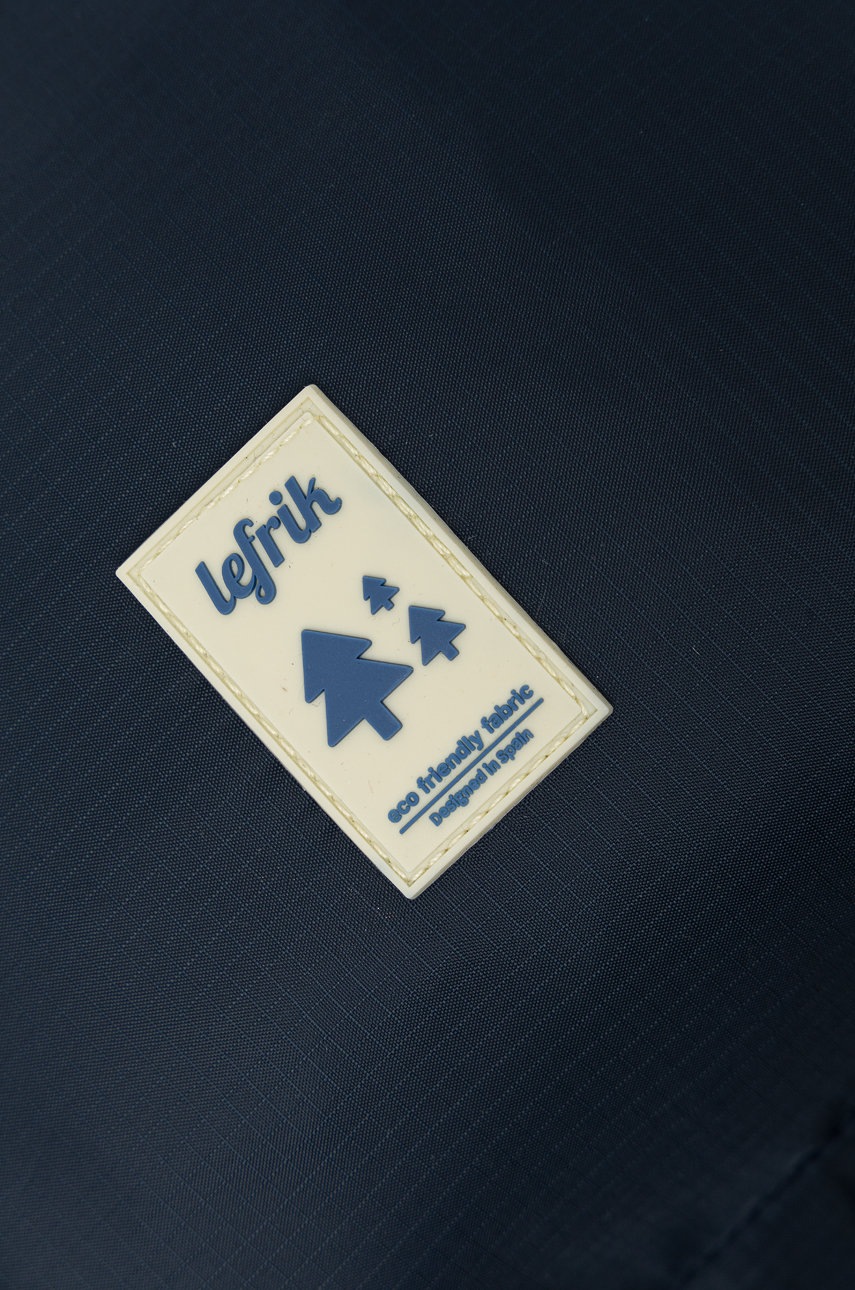 lefrik
eco friendly fabric
Designed in Spain